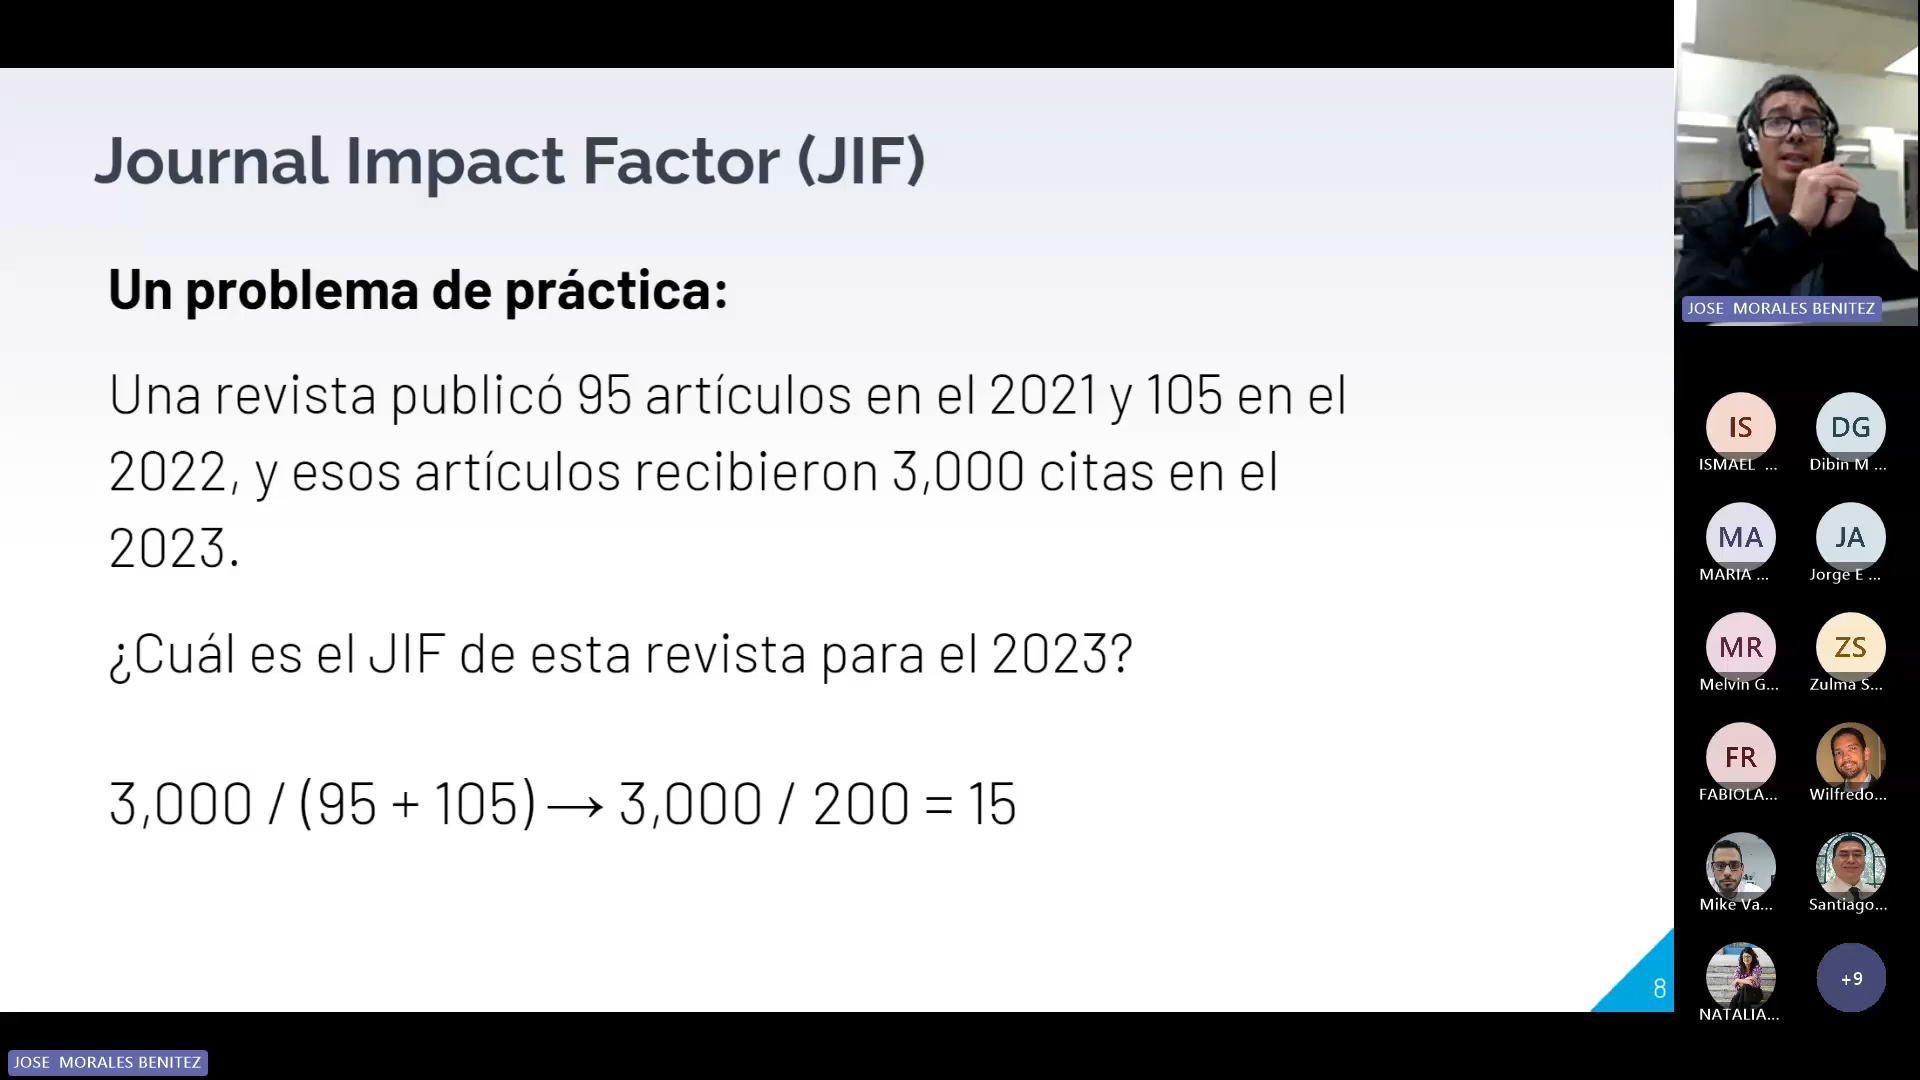 Journal Impact Factor (JIF)
Un problema de práctica:
Una revista publicó 95 artículos en el 2021 y 105 en el
2022, y esos artículos recibieron 3,000 citas en el
2023.
¿Cuál es el JIF de esta revista para el 2023?
3,000 / (95 + 105) → 3,000 / 200 = 15
8
JOSE MORALES BENITEZ
IS
ISMAEL ...
DG
Dibin M ...
MA
MARIA ...
JA
Jorge E ...
MR
Melvin G...
ZS
Zulma S...
FR
FABIOLA...
Wilfredo...
Mike Va...
Santiago...
NATALIA...
+9
JOSE MORALES BENITEZ